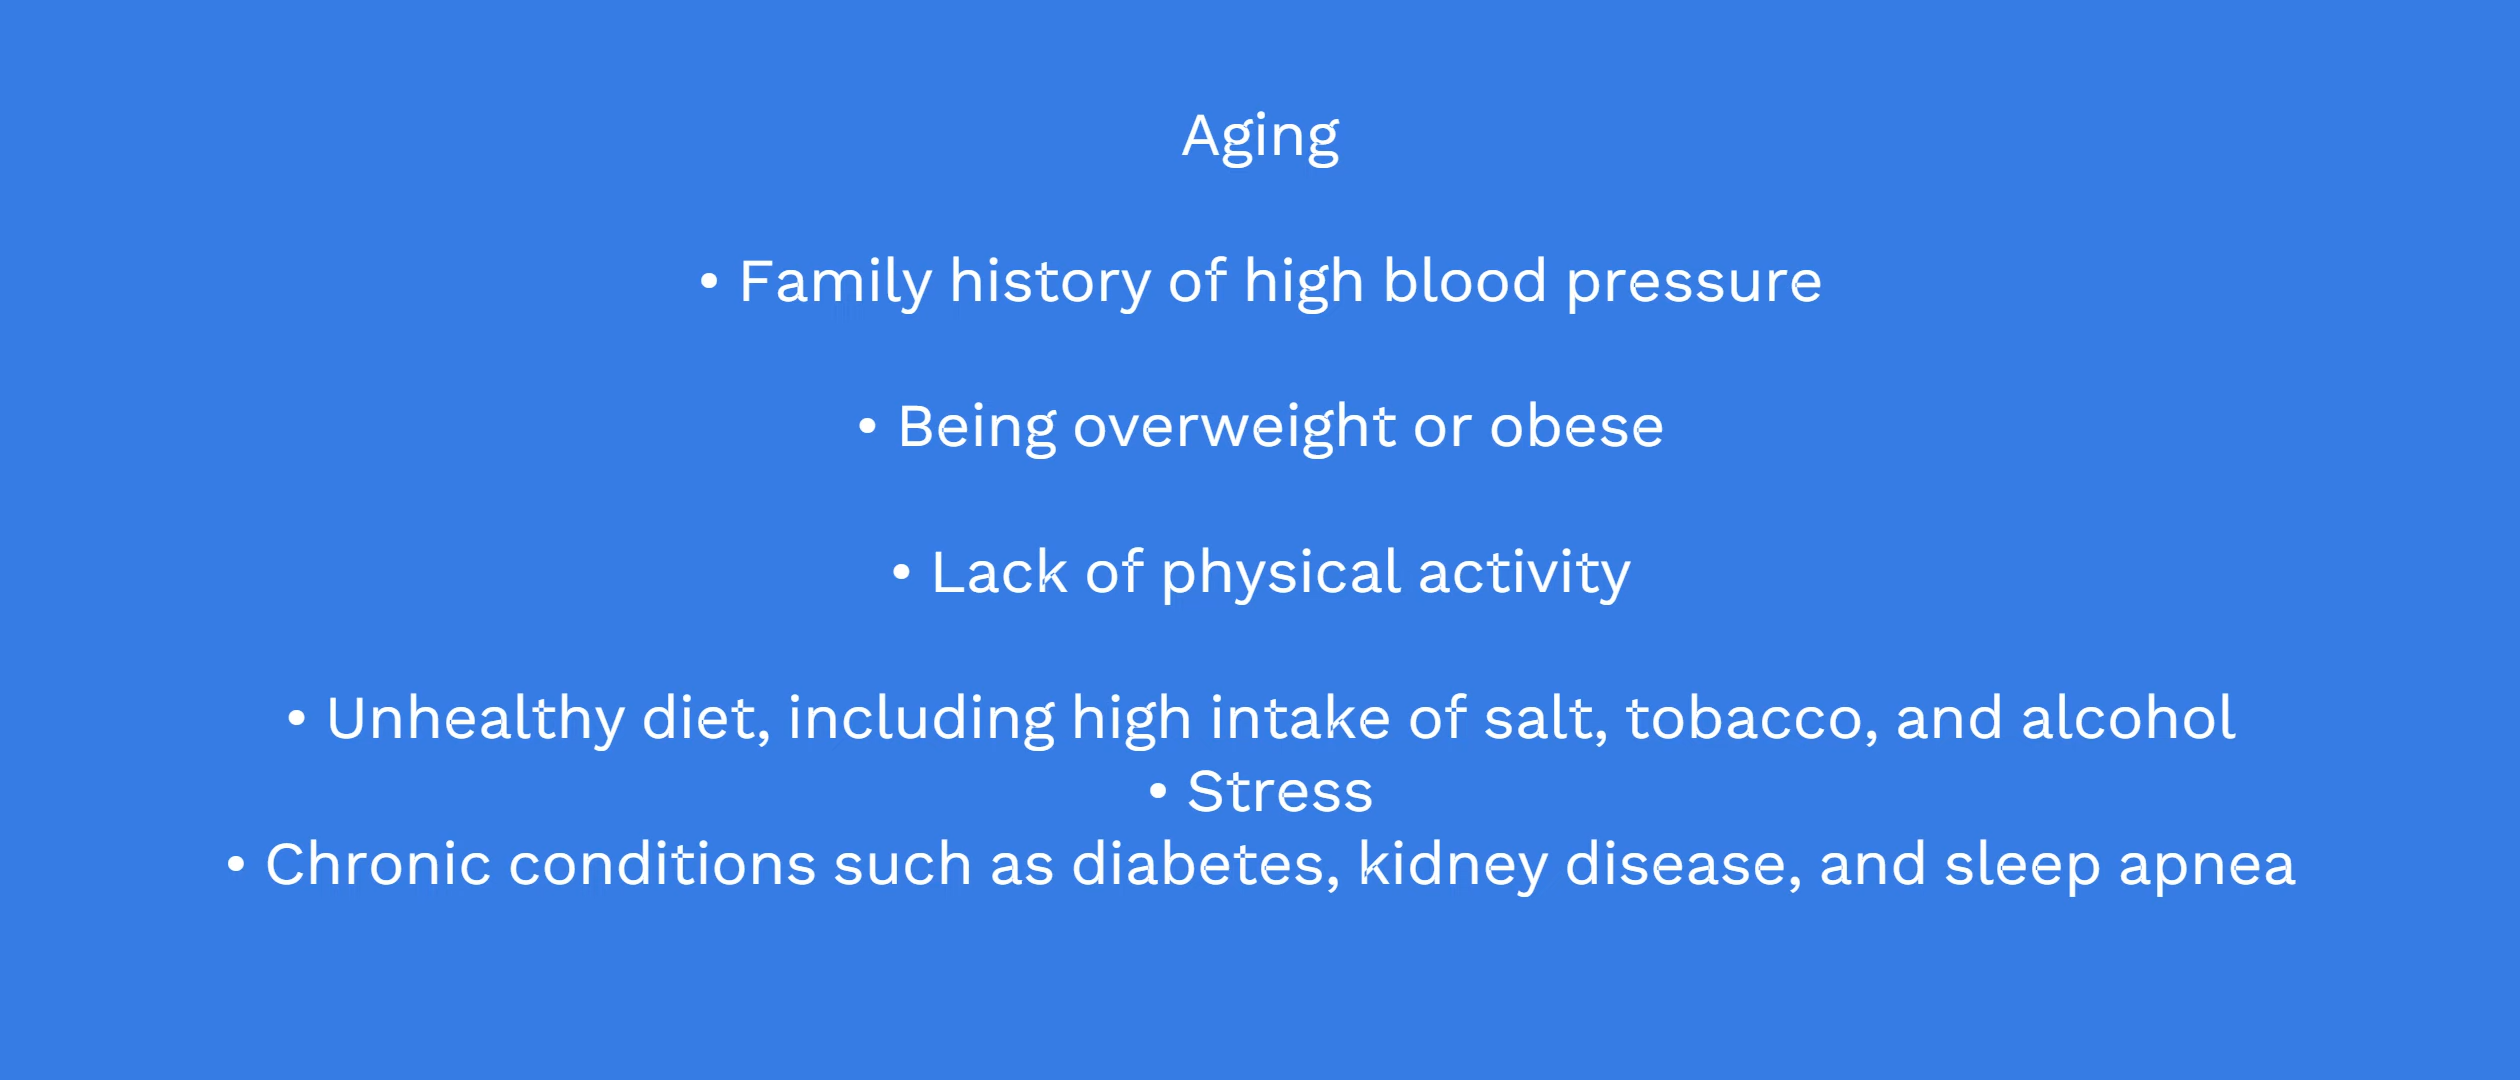 Aging
• Family history of high blood pressure
• Being overweight or obese
• Lack of physical activity
• Unhealthy diet, including high intake of salt, tobacco, and alcohol
• Stress
• Chronic conditions such as diabetes, kidney disease, and sleep apnea